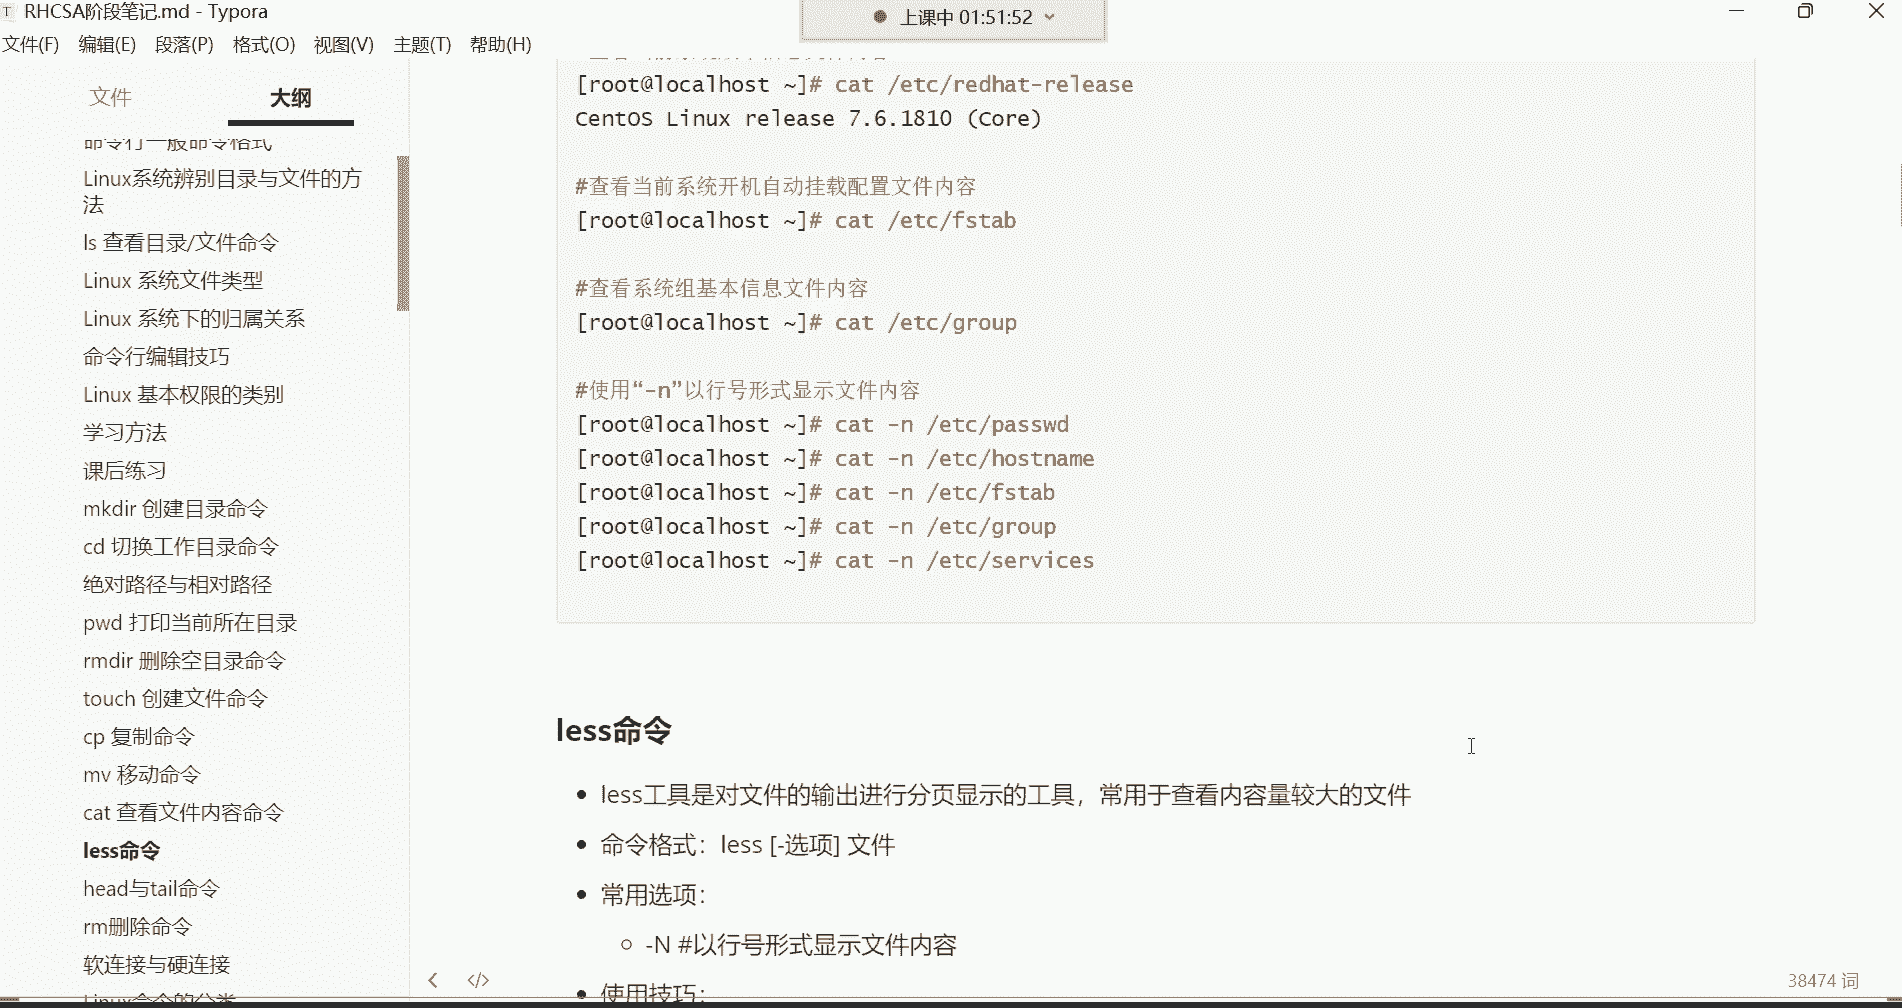 RHCSA阶段笔记.md - Typora
上课中 01:51:52
文件(F) 编辑(E) 段落(P) 格式(O) 视图(V) 主题(T) 帮助(H)
文件 大纲
命令行一般命令格式
Linux系统辨别目录与文件的方
法
ls 查看目录/文件命令
Linux 系统文件类型
Linux 系统下的归属关系
命令行编辑技巧
Linux 基本权限的类别
学习方法
课后练习
mkdir 创建目录命令
cd 切换工作目录命令
绝对路径与相对路径
pwd 打印当前所在目录
rmdir 删除空目录命令
touch 创建文件命令
cp 复制命令
mv 移动命令
cat 查看文件内容命令
less命令
head与tail命令
rm删除命令
软连接与硬连接
Linux命令的分类
[root@localhost ~]# cat /etc/redhat-release
CentOS Linux release 7.6.1810 (Core)
#查看当前系统开机自动挂载配置文件内容
[root@localhost ~]# cat /etc/fstab
#查看系统组基本信息文件内容
[root@localhost ~]# cat /etc/group
#使用“-n”以行号形式显示文件内容
[root@localhost ~]# cat -n /etc/passwd
[root@localhost ~]# cat -n /etc/hostname
[root@localhost ~]# cat -n /etc/fstab
[root@localhost ~]# cat -n /etc/group
[root@localhost ~]# cat -n /etc/services
less命令
less工具是对文件的输出进行分页显示的工具，常用于查看内容量较大的文件
命令格式：less [-选项] 文件
常用选项：
-N #以行号形式显示文件内容
使用技巧：
38474 词